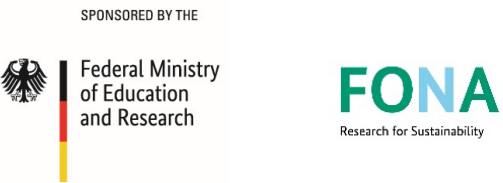 SPONSORED BY THE
Federal Ministry
of Education
and Research
FONA
Research for Sustainability